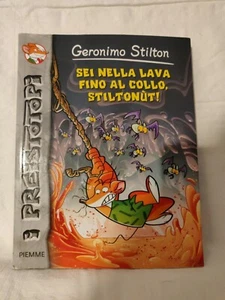 Geronimo Stilton
SEI NELLA LAVA
FINO AL COLLO,
STILTONÙT!
PREISTOTOPI
PIEMME